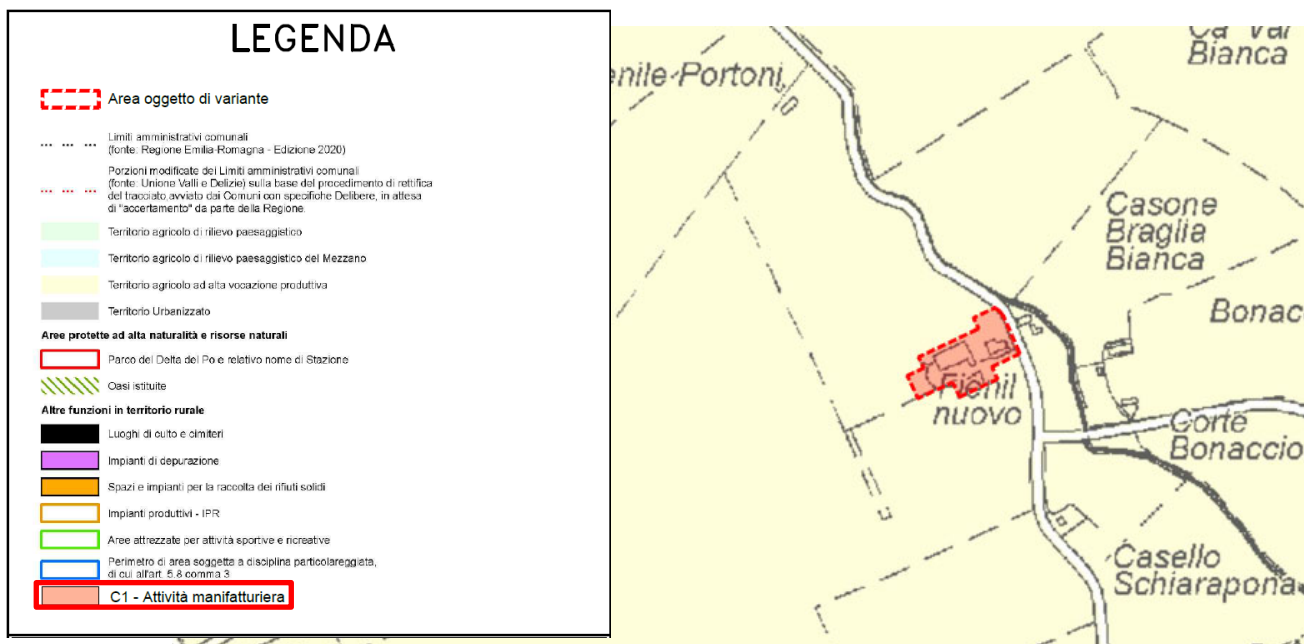 LEGENDA
Area oggetto di variante
Limiti amministrativi comunali
(fonte: Regione Emilia-Romagna - Edizione 2020)
Porzioni modificate dei Limiti amministrativi comunali
(fonte: Unione Valli e Delizie) sulla base del procedimento di rettifica
del tracciato avviato dai Comuni con specifiche Delibere, in attesa
di "accertamento" da parte della Regione.
Territorio agricolo di rilievo paesaggistico
Territorio agricolo di rilievo paesaggistico del Mezzano
Territorio agricolo ad alta vocazione produttiva
Territorio Urbanizzato
Aree protette ad alta naturalità e risorse naturali
Parco del Delta del Po e relativo nome di Stazione
Oasi istituite
Altre funzioni in territorio rurale
Luoghi di culto e cimiteri
Impianti di depurazione
Spazi e impianti per la raccolta dei rifiuti solidi
Impianti produttivi - IPR
Aree attrezzate per attività sportive e ricreative
Perimetro di area soggetta a disciplina particolareggiata,
di cui all'art. 5.8 comma 3
C1 - Attività manifatturiera
Bianca
enile Portoni
Casone
Braglia
Bianca
Bonac
Fienil
nuovo
Corte
Bonaccio
Casello
Schiarapona